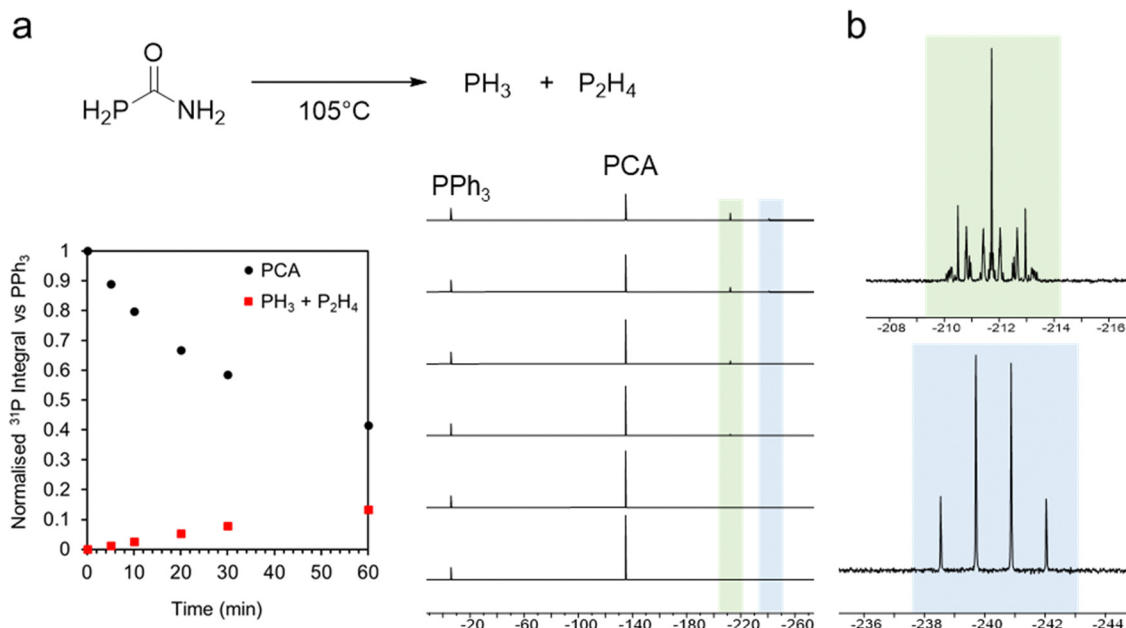 a
b
O
H₂P NH₂
105°C
PH₃ + P₂H₄
PPh₃
PCA
Normalised ³¹P Integral vs PPh₃
1
0.9
0.8
0.7
0.6
0.5
0.4
0.3
0.2
0.1
0
PCA
PH₃ + P₂H₄
0 10 20 30 40 50 60
Time (min)
-20 -60 -100 -140 -180 -220 -260
-208 -210 -212 -214 -216
-236 -238 -240 -242 -244